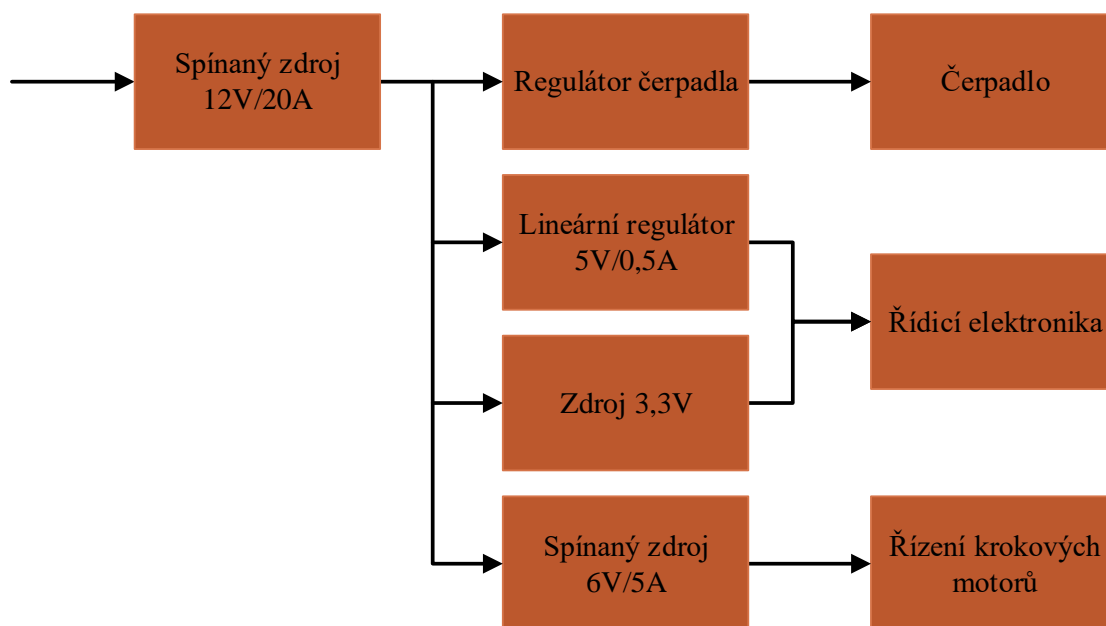 Spínaný zdroj
12V/20A
Regulátor čerpadla
Čerpadlo
Lineární regulátor
5V/0,5A
Řídicí elektronika
Zdroj 3,3V
Spínaný zdroj
6V/5A
Řízení krokových
motorů